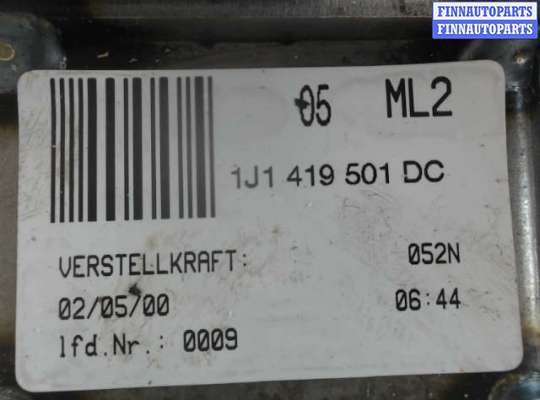 FINNAUTOPARTS
FINNAUTOPARTS
05 ML2
1J1 419 501 DC
VERSTELLKRAFT: 052N
02/05/00 06:44
lfd.Nr.: 0009